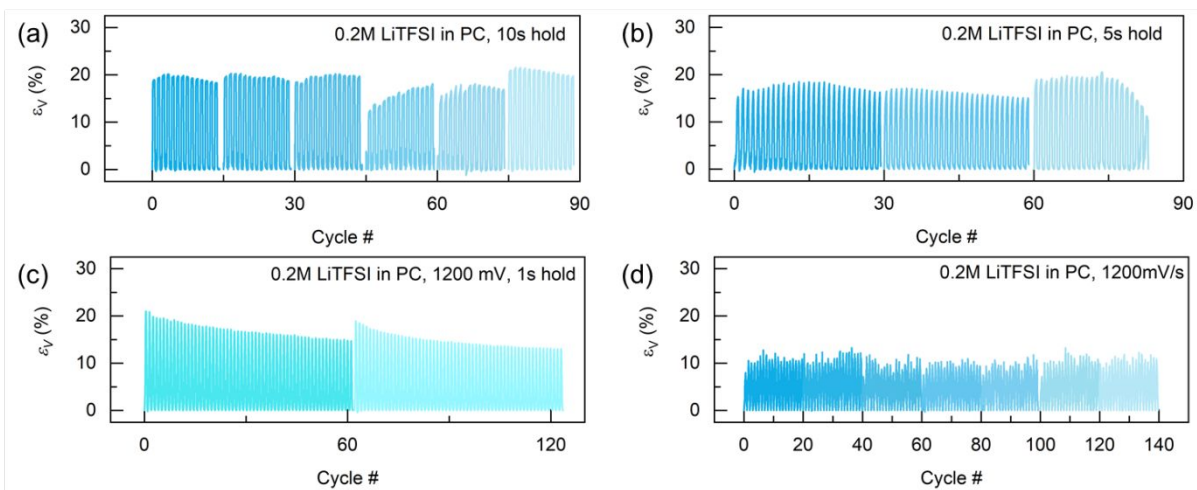 (a)
0.2M LiTFSI in PC, 10s hold
30
20
10
0
εV (%)
0 30 60 90
Cycle #
(b)
0.2M LiTFSI in PC, 5s hold
30
20
10
0
εV (%)
0 30 60 90
Cycle #
(c)
0.2M LiTFSI in PC, 1200 mV, 1s hold
30
20
10
0
εV (%)
0 60 120
Cycle #
(d)
0.2M LiTFSI in PC, 1200mV/s
30
20
10
0
εV (%)
0 20 40 60 80 100 120 140
Cycle #